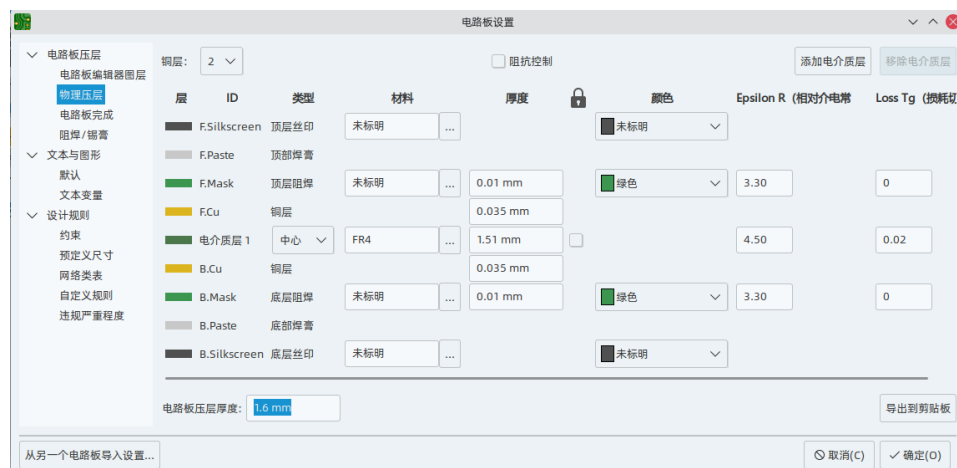 电路板设置
电路板压层
电路板编辑器图层
物理压层
电路板完成
阻焊/锡膏
文本与图形
默认
文本变量
设计规则
约束
预定义尺寸
网络类表
自定义规则
违规严重程度
铜层: 2 阻抗控制 添加电介质层 移除电介质层
层 ID 类型 材料 厚度 颜色 Epsilon R (相对介电常 Loss Tg (损耗切
F.Silkscreen 顶层丝印 未标明 ... 未标明
F.Paste 顶部焊膏
F.Mask 顶层阻焊 未标明 ... 0.01 mm 绿色 3.30 0
F.Cu 铜层 0.035 mm
电介质层 1 中心 FR4 ... 1.51 mm 4.50 0.02
B.Cu 铜层 0.035 mm
B.Mask 底层阻焊 未标明 ... 0.01 mm 绿色 3.30 0
B.Paste 底部焊膏
B.Silkscreen 底层丝印 未标明 ... 未标明
电路板压层厚度: 1.6 mm 导出到剪贴板
从另一个电路板导入设置... 取消(C) 确定(O)